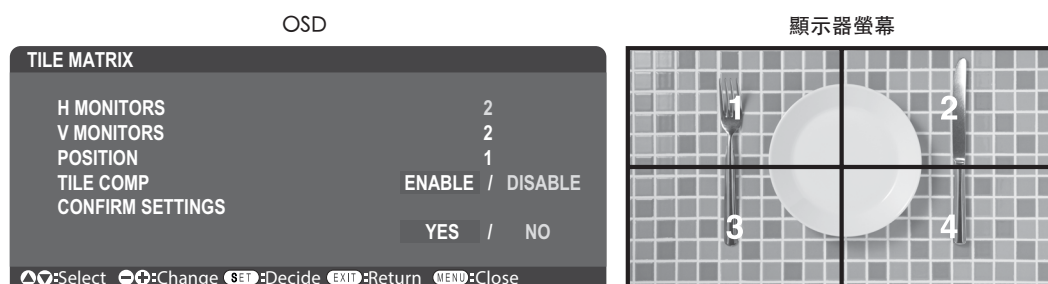 OSD
顯示器螢幕
TILE MATRIX
H MONITORS 2
V MONITORS 2
POSITION 1
TILE COMP ENABLE / DISABLE
CONFIRM SETTINGS
YES / NO
:Select :Change SET:Decide EXIT:Return MENU:Close
1 2
3 4